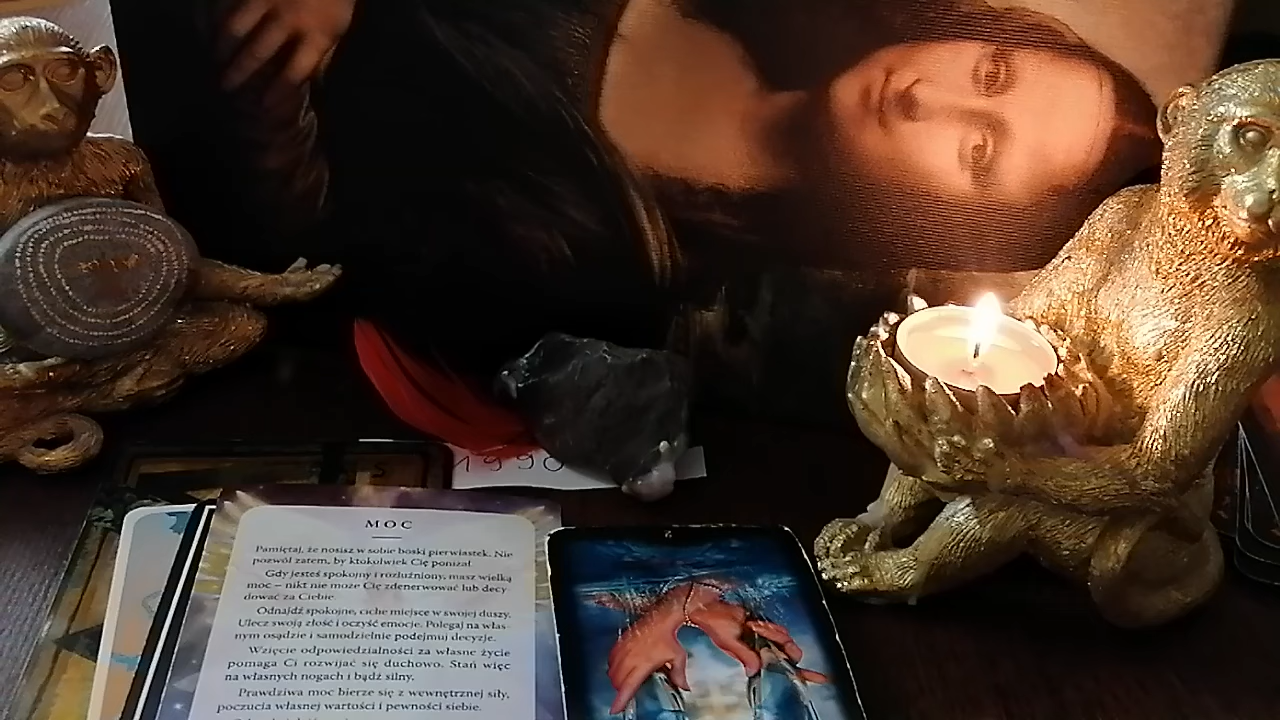 1990
MOC
Pamiętaj, że nosisz w sobie boski pierwiastek. Nie
pozwól zatem, by ktokolwiek Cię poniżał.
Gdy jesteś spokojny i rozluźniony, masz wielką
moc – nikt nie może Cię zdenerwować lub decy-
dować za Ciebie.
Odnajdź spokojne, ciche miejsce w swojej duszy.
Ulecz swoją złość i oczyść emocje. Polegaj na włas-
nym osądzie i samodzielnie podejmuj decyzje.
Wzięcie odpowiedzialności za własne życie
pomaga Ci rozwijać się duchowo. Stań więc
na własnych nogach i bądź silny.
Prawdziwa moc bierze się z wewnętrznej siły,
poczucia własnej wartości i pewności siebie.